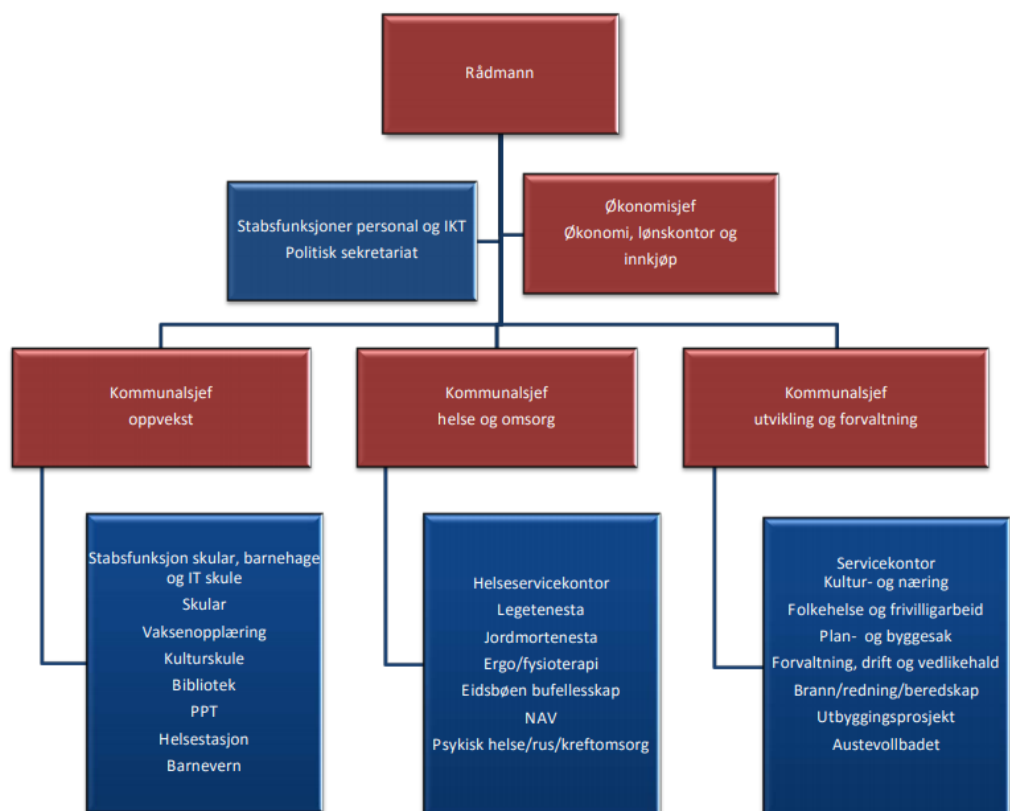 Rådmann
Stabsfunksjoner personal og IKT
Politisk sekretariat
Økonomisjef
Økonomi, lønskontor og
innkjøp
Kommunalsjef
oppvekst
Kommunalsjef
helse og omsorg
Kommunalsjef
utvikling og forvaltning
Stabsfunksjon skular, barnehage
og IT skule
Skular
Vaksenopplæring
Kulturskule
Bibliotek
PPT
Helsestasjon
Barnevern
Helseservicekontor
Legetenesta
Jordmortenesta
Ergo/fysioterapi
Eidsbøen bufellesskap
NAV
Psykisk helse/rus/kreftomsorg
Servicekontor
Kultur- og næring
Folkehelse og frivilligarbeid
Plan- og byggesak
Forvaltning, drift og vedlikehald
Brann/redning/beredskap
Utbyggingsprosjekt
Austevollbadet